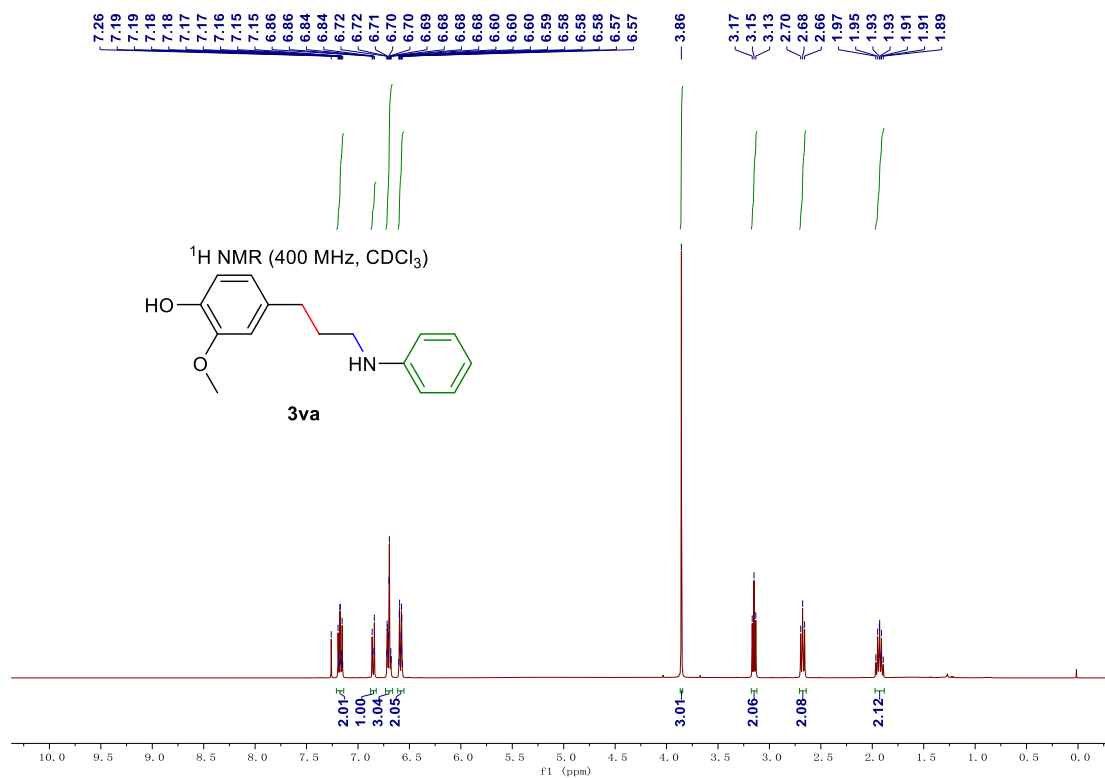 7.26 7.19 7.19 7.18 7.18 7.17 7.17 7.16 7.15 7.15 6.86 6.86 6.84 6.84 6.72 6.72 6.71 6.70 6.70 6.69 6.68 6.68 6.68 6.60 6.60 6.60 6.59 6.58 6.58 6.58 6.57 6.57 3.86 3.17 3.15 3.13 2.70 2.68 2.66 1.97 1.95 1.93 1.93 1.91 1.91 1.89
¹H NMR (400 MHz, CDCl₃)
HO
O
HN
3va
2.01 1.00 3.04 2.05 3.01 2.06 2.08 2.12
10.0 9.5 9.0 8.5 8.0 7.5 7.0 6.5 6.0 5.5 5.0 4.5 4.0 3.5 3.0 2.5 2.0 1.5 1.0 0.5 0.0
f1 (ppm)